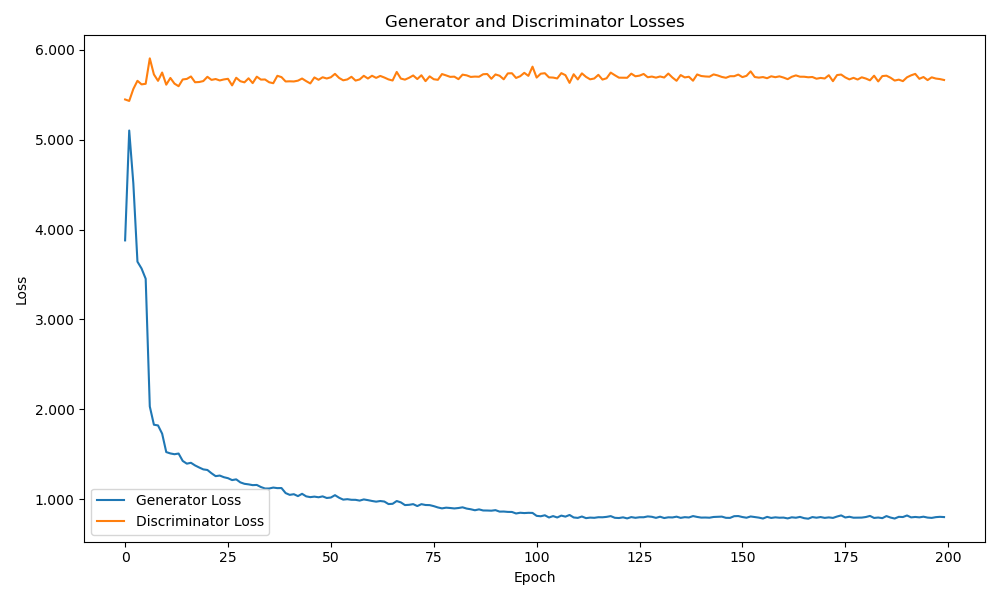 Generator and Discriminator Losses
6.000
5.000
4.000
3.000
2.000
1.000
Loss
Generator Loss
Discriminator Loss
0 25 50 75 100 125 150 175 200
Epoch